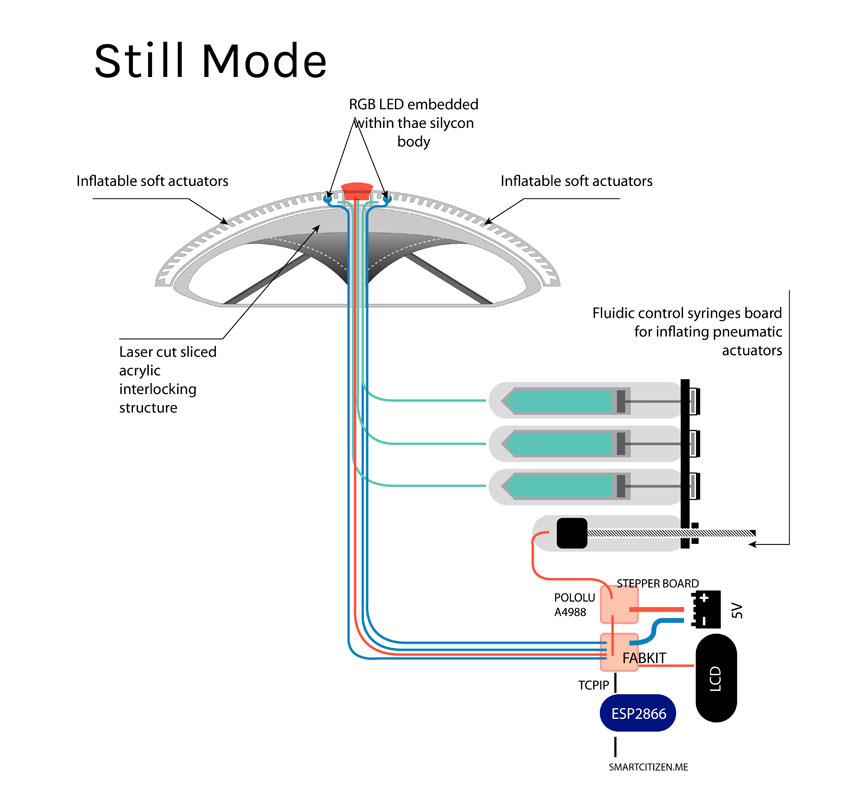 Still Mode
RGB LED embedded
within thae silycon
body
Inflatable soft actuators
Inflatable soft actuators
Fluidic control syringes board
for inflating pneumatic
actuators
Laser cut sliced
acrylic
interlocking
structure
STEPPER BOARD
POLOLU
A4988
+
-
5V
FABKIT
LCD
TCPIP
ESP2866
SMARTCITIZEN.ME